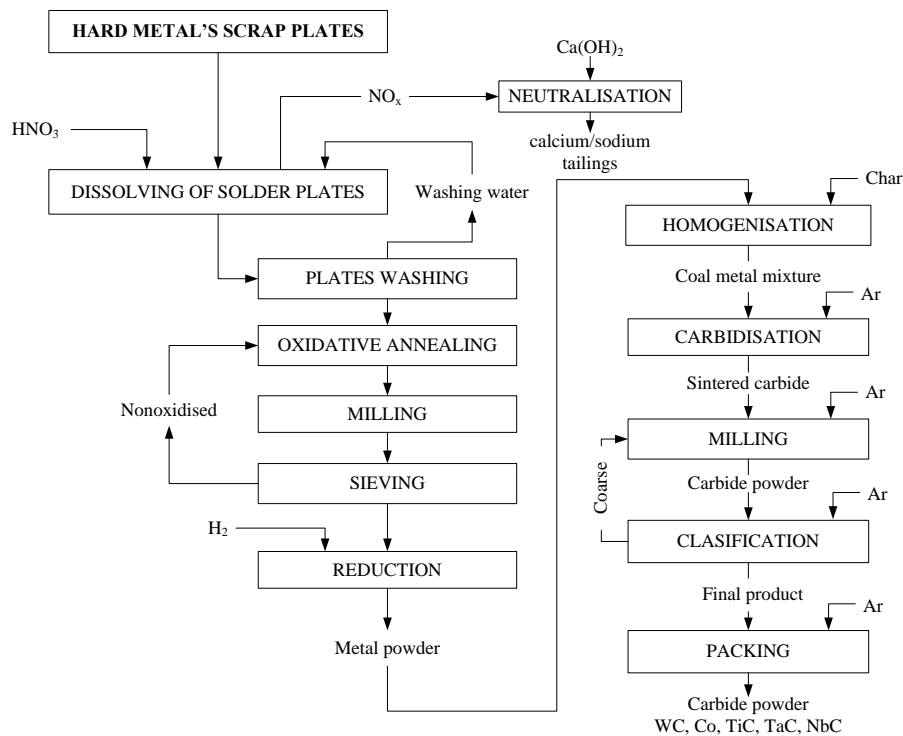 HARD METAL'S SCRAP PLATES
Ca(OH)2
NOx
NEUTRALISATION
HNO3
calcium/sodium
tailings
DISSOLVING OF SOLDER PLATES
Washing water
PLATES WASHING
OXIDATIVE ANNEALING
Nonoxidised
MILLING
SIEVING
H2
REDUCTION
Metal powder
Char
HOMOGENISATION
Coal metal mixture
Ar
CARBIDISATION
Sintered carbide
Ar
MILLING
Coarse
Carbide powder
Ar
CLASIFICATION
Final product
Ar
PACKING
Carbide powder
WC, Co, TiC, TaC, NbC